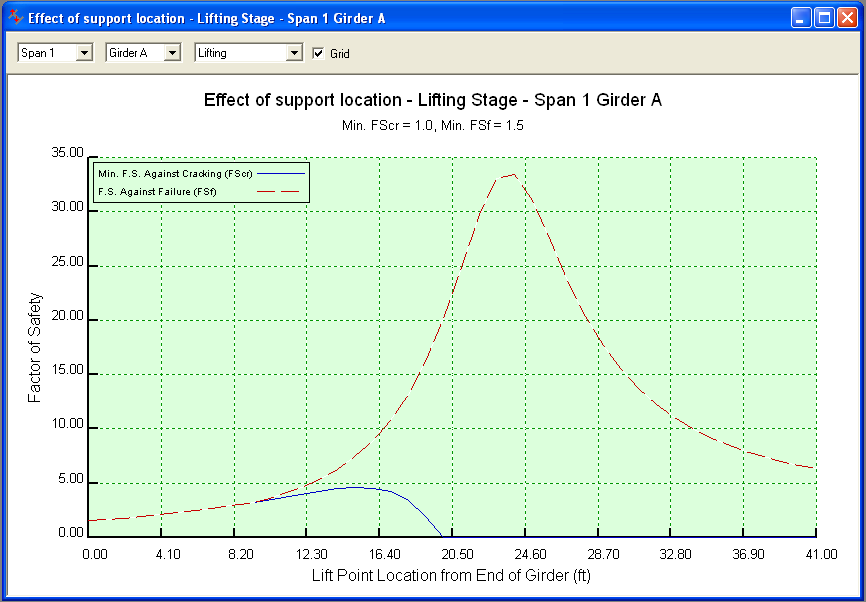 Effect of support location - Lifting Stage - Span 1 Girder A
Span 1 Girder A Lifting Grid
Effect of support location - Lifting Stage - Span 1 Girder A
Min. FScr = 1.0, Min. FSf = 1.5
Min. F.S. Against Cracking (FScr)
F.S. Against Failure (FSf)
Factor of Safety
35.00
30.00
25.00
20.00
15.00
10.00
5.00
0.00
0.00 4.10 8.20 12.30 16.40 20.50 24.60 28.70 32.80 36.90 41.00
Lift Point Location from End of Girder (ft)